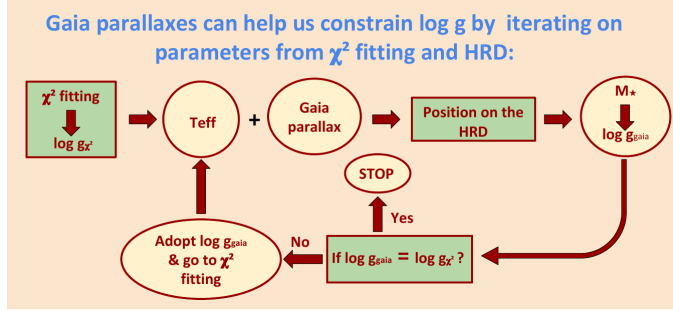 Gaia parallaxes can help us constrain log g by iterating on
parameters from χ² fitting and HRD:
χ² fitting
log gχ²
Teff
+
Gaia
parallax
Position on the
HRD
M★
log ggaia
STOP
Yes
If log ggaia = log gχ² ?
No
Adopt log ggaia
& go to χ²
fitting